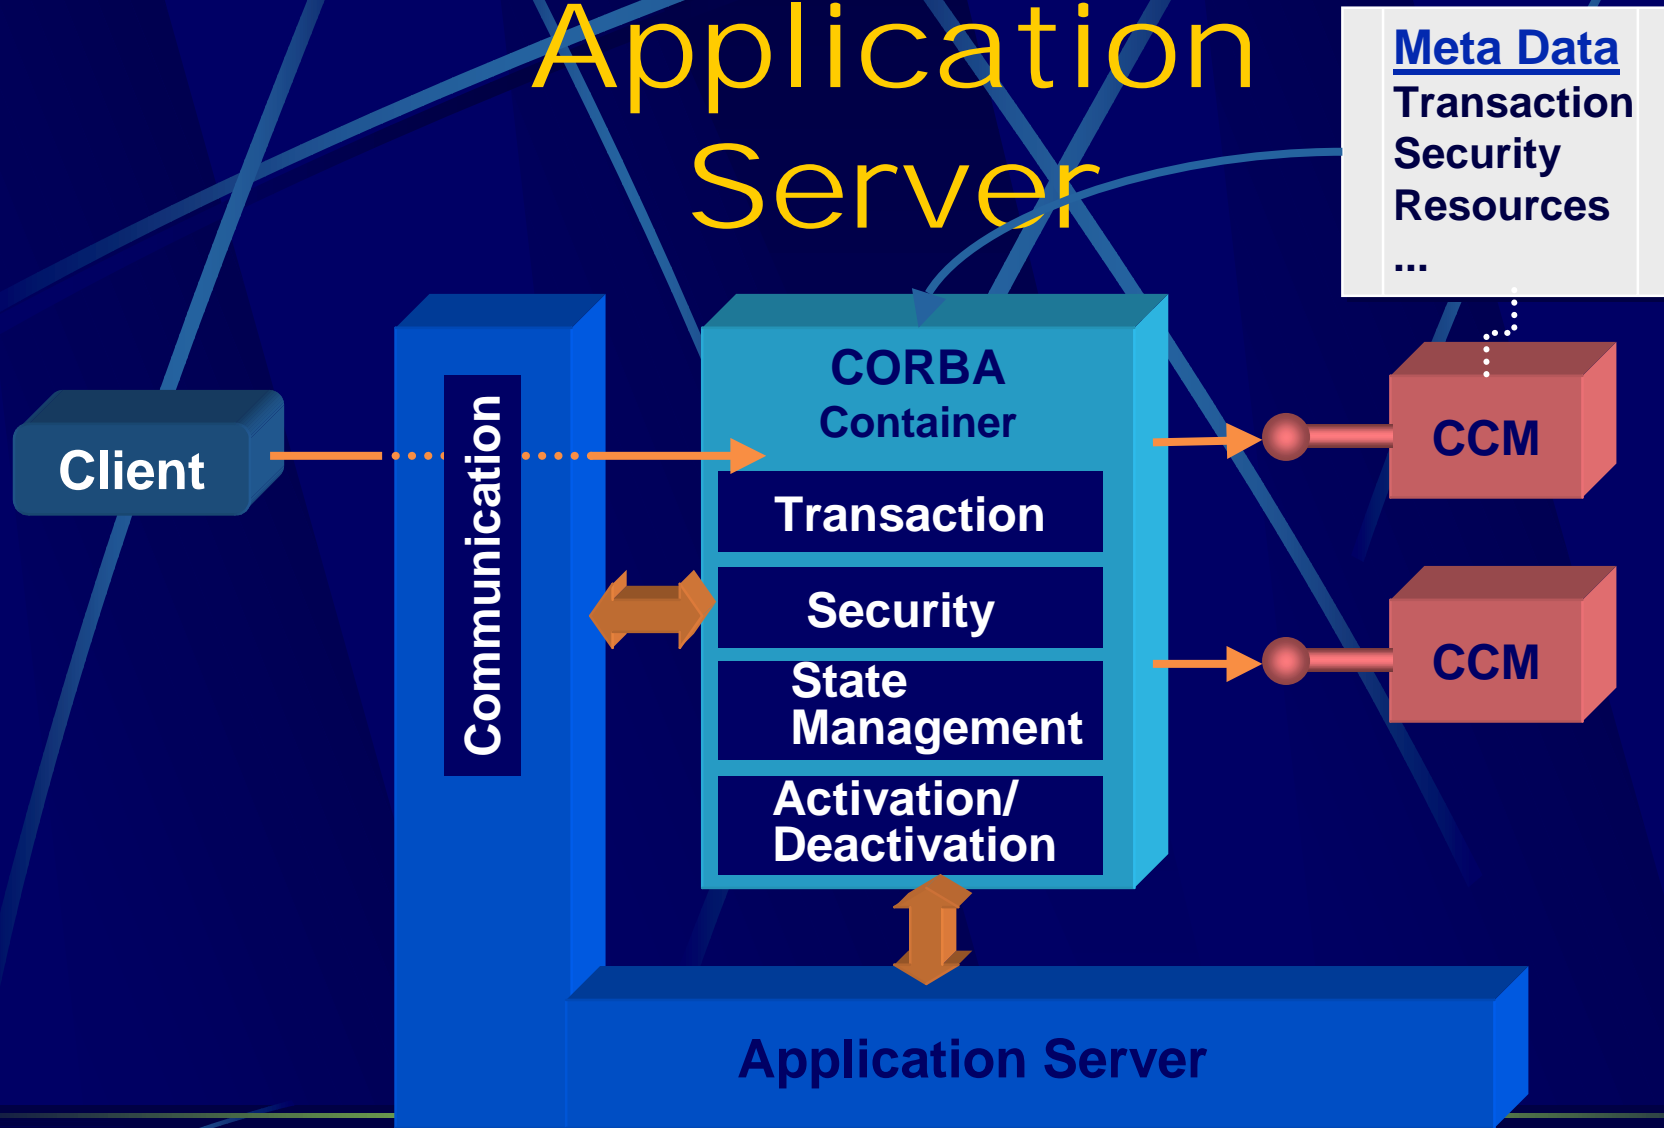 Application
Server
Meta Data
Transaction
Security
Resources
...
Client
Communication
CORBA
Container
Transaction
Security
State
Management
Activation/
Deactivation
CCM
CCM
Application Server